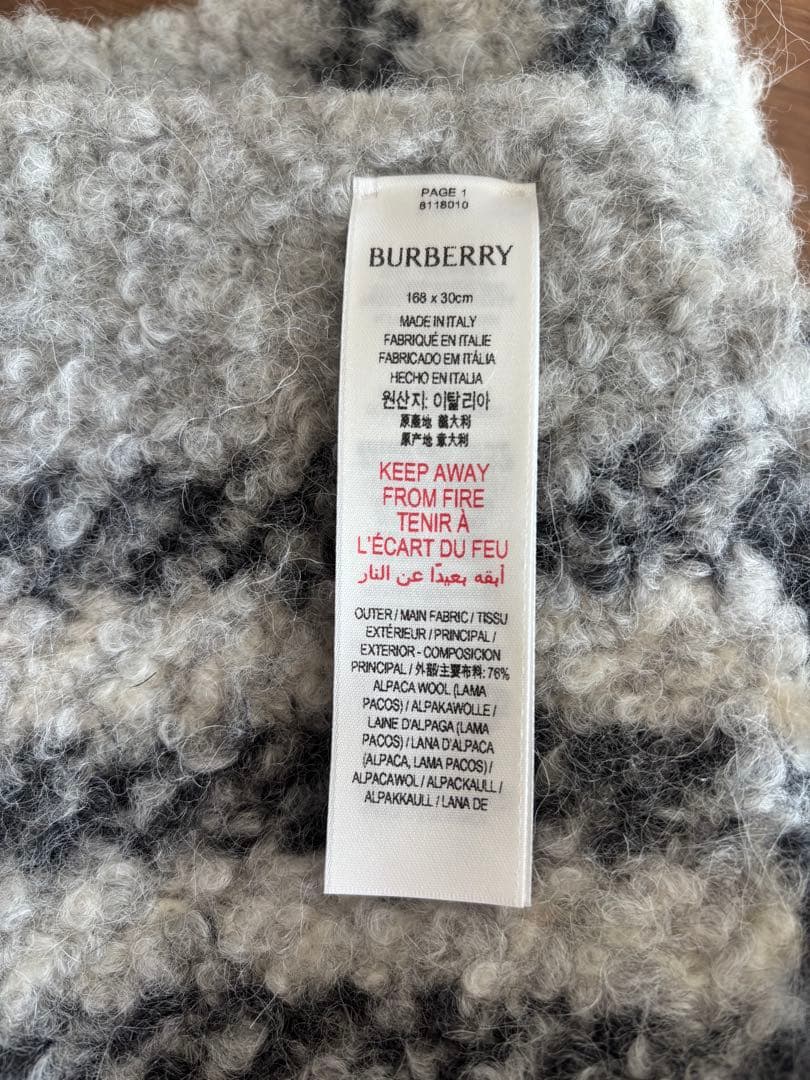 PAGE 1
8118010
BURBERRY
168 x 30cm
MADE IN ITALY
FABRIQUÉ EN ITALIE
FABRICADO EM ITÁLIA
HECHO EN ITALIA
원산지: 이탈리아
原產地: 義大利
原产地: 意大利
KEEP AWAY
FROM FIRE
TENIR À
L'ÉCART DU FEU
أبقه بعيدًا عن النار
OUTER / MAIN FABRIC / TISSU
EXTÉRIEUR / PRINCIPAL /
EXTERIOR - COMPOSICION
PRINCIPAL / 外部/主要布料: 76%
ALPACA WOOL (LAMA
PACOS) / ALPAKAWOLLE /
LAINE D'ALPAGA (LAMA
PACOS) / LANA D'ALPACA
(ALPACA, LAMA PACOS) /
ALPACAWOL / ALPACKAULL /
ALPAKKAULL / LANA DE